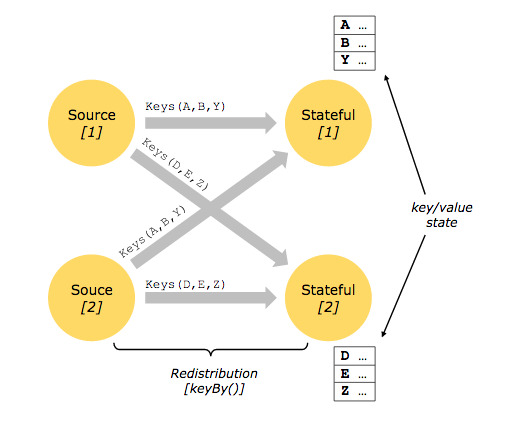 A ...
B ...
Y ...
Source
[1]
Keys(A,B,Y)
Stateful
[1]
Keys(D,E,Z)
key/value
state
Keys(A,B,Y)
Souce
[2]
Keys(D,E,Z)
Stateful
[2]
D ...
E ...
Z ...
Redistribution
[keyBy()]